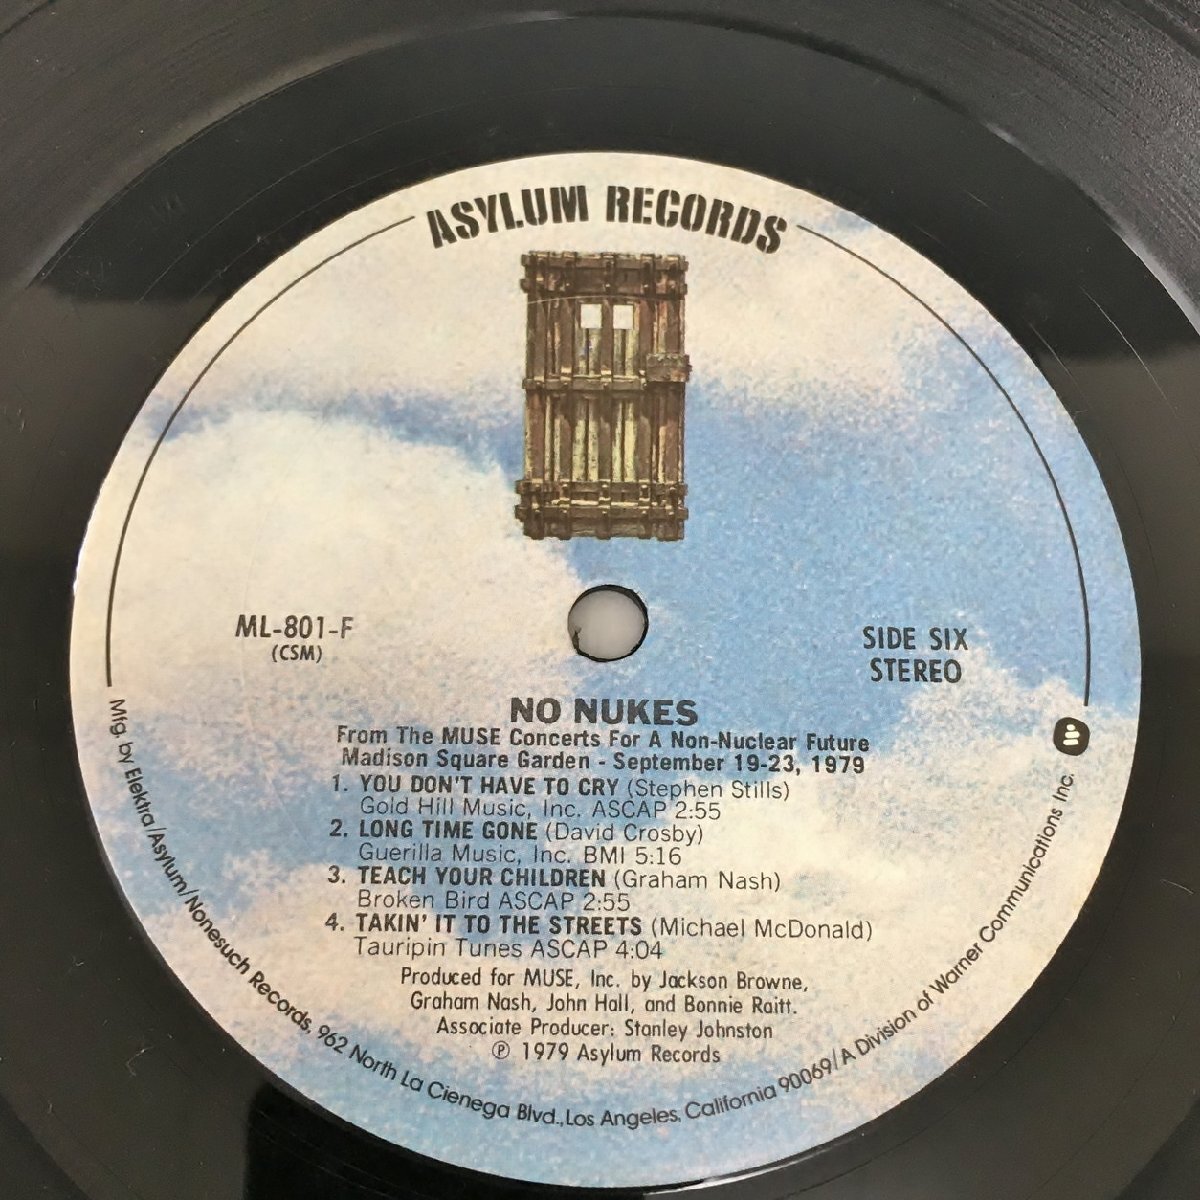 ASYLUM RECORDS
ML-801-F
(CSM)
SIDE SIX
STEREO
NO NUKES
From The MUSE Concerts For A Non-Nuclear Future
Madison Square Garden - September 19-23, 1979
1. YOU DON'T HAVE TO CRY (Stephen Stills)
Gold Hill Music, Inc. ASCAP 2:55
2. LONG TIME GONE (David Crosby)
Guerilla Music, Inc. BMI 5:16
3. TEACH YOUR CHILDREN (Graham Nash)
Broken Bird ASCAP 2:55
4. TAKIN' IT TO THE STREETS (Michael McDonald)
Tauripin Tunes ASCAP 4:04
Produced for MUSE, Inc. by Jackson Browne,
Graham Nash, John Hall, and Bonnie Raitt.
Associate Producer: Stanley Johnston
℗ 1979 Asylum Records
Mfg. by Elektra/Asylum/Nonesuch Records, 962 North La Cienega Blvd., Los Angeles, California 90069/A Division of Warner Communications Inc.